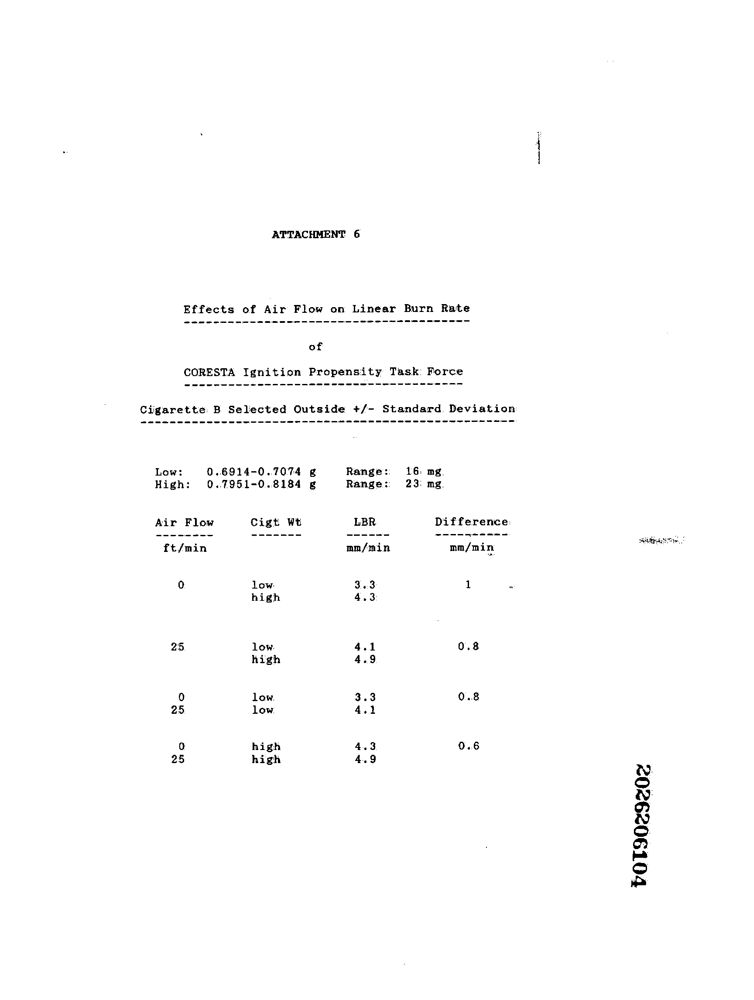 ATTACHMENT 6
Effects of Air Flow on Linear Burn Rate
of
CORESTA Ignition Propensity Task Force
Cigarette B Selected Outside +/- Standard Deviation
Low: 0.6914-0.7074 g Range: 16 mg
High: 0.7951-0.8184 g Range: 23 mg
Air Flow Cigt Wt LBR Difference
ft/min mm/min mm/min
0 low 3.3 1
high 4.3
25 low 4.1 0.8
high 4.9
0 low 3.3 0.8
25 low 4.1
0 high 4.3 0.6
25 high 4.9
2026206104